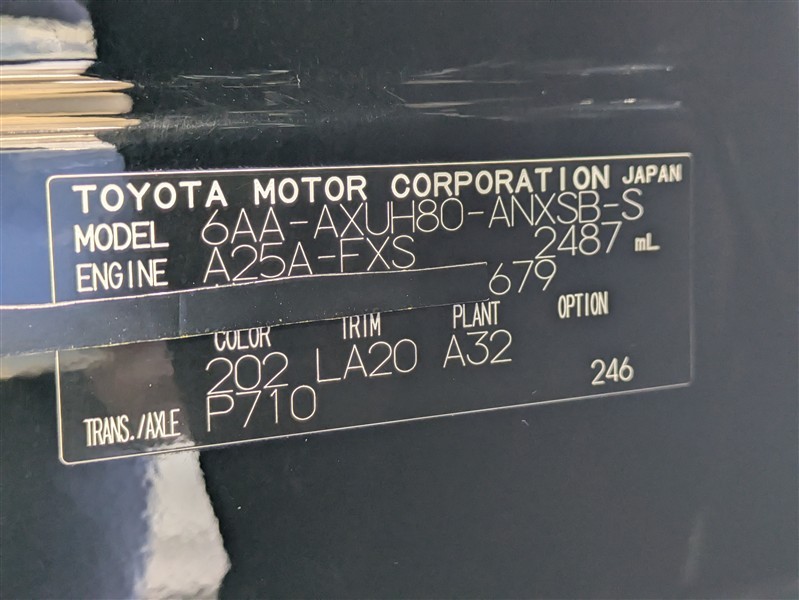 TOYOTA MOTOR CORPORATION JAPAN
MODEL 6AA-AXUH80-ANXSB-S
ENGINE A25A-FXS 2487 mL
679
COLOR TRIM PLANT OPTION
202 LA20 A32
246
TRANS./AXLE P710